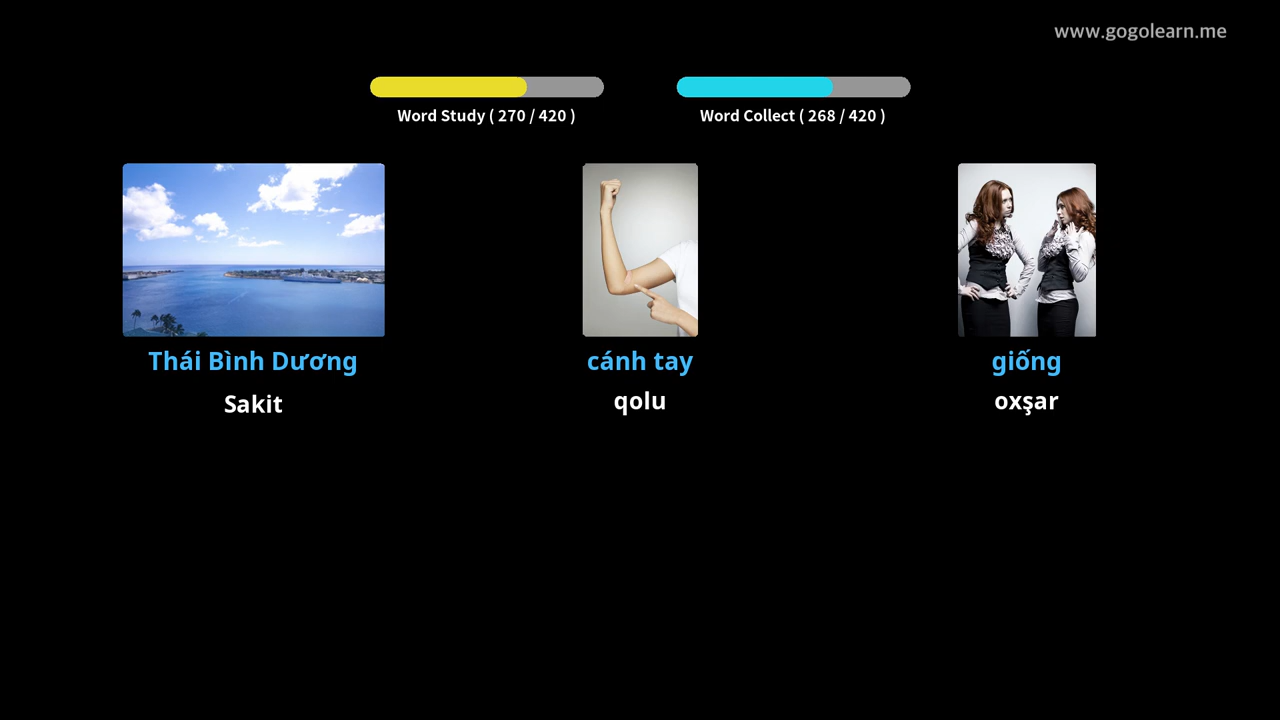 www.gogolearn.me
Word Study ( 270 / 420 )
Word Collect ( 268 / 420 )
Thái Bình Dương
Sakit
cánh tay
qolu
giống
oxşar